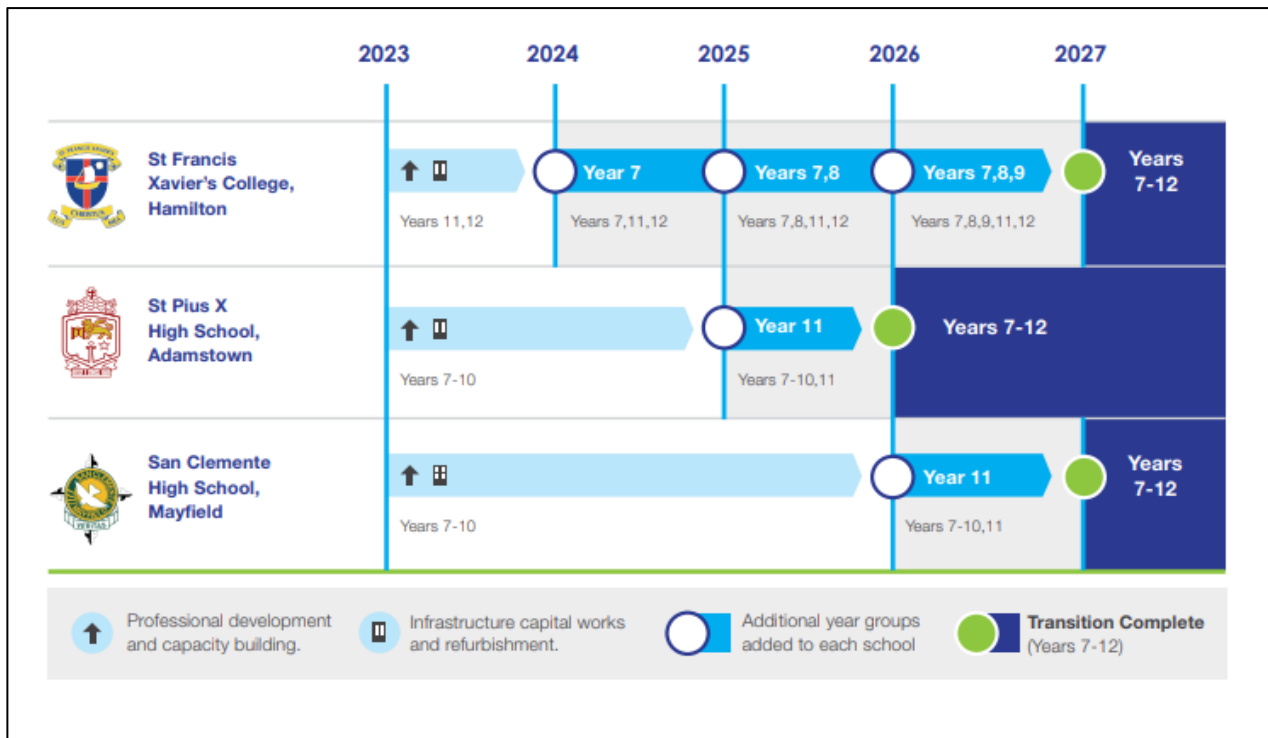 2023 2024 2025 2026 2027
St Francis
Xavier's College,
Hamilton
Year 7
Years 7,8
Years 7,8,9
Years
7-12
Years 11,12
Years 7,11,12
Years 7,8,11,12
Years 7,8,9,11,12
St Pius X
High School,
Adamstown
Year 11
Years 7-12
Years 7-10
Years 7-10,11
San Clemente
High School,
Mayfield
Year 11
Years
7-12
Years 7-10
Years 7-10,11
Professional development
and capacity building.
Infrastructure capital works
and refurbishment.
Additional year groups
added to each school
Transition Complete
(Years 7-12)